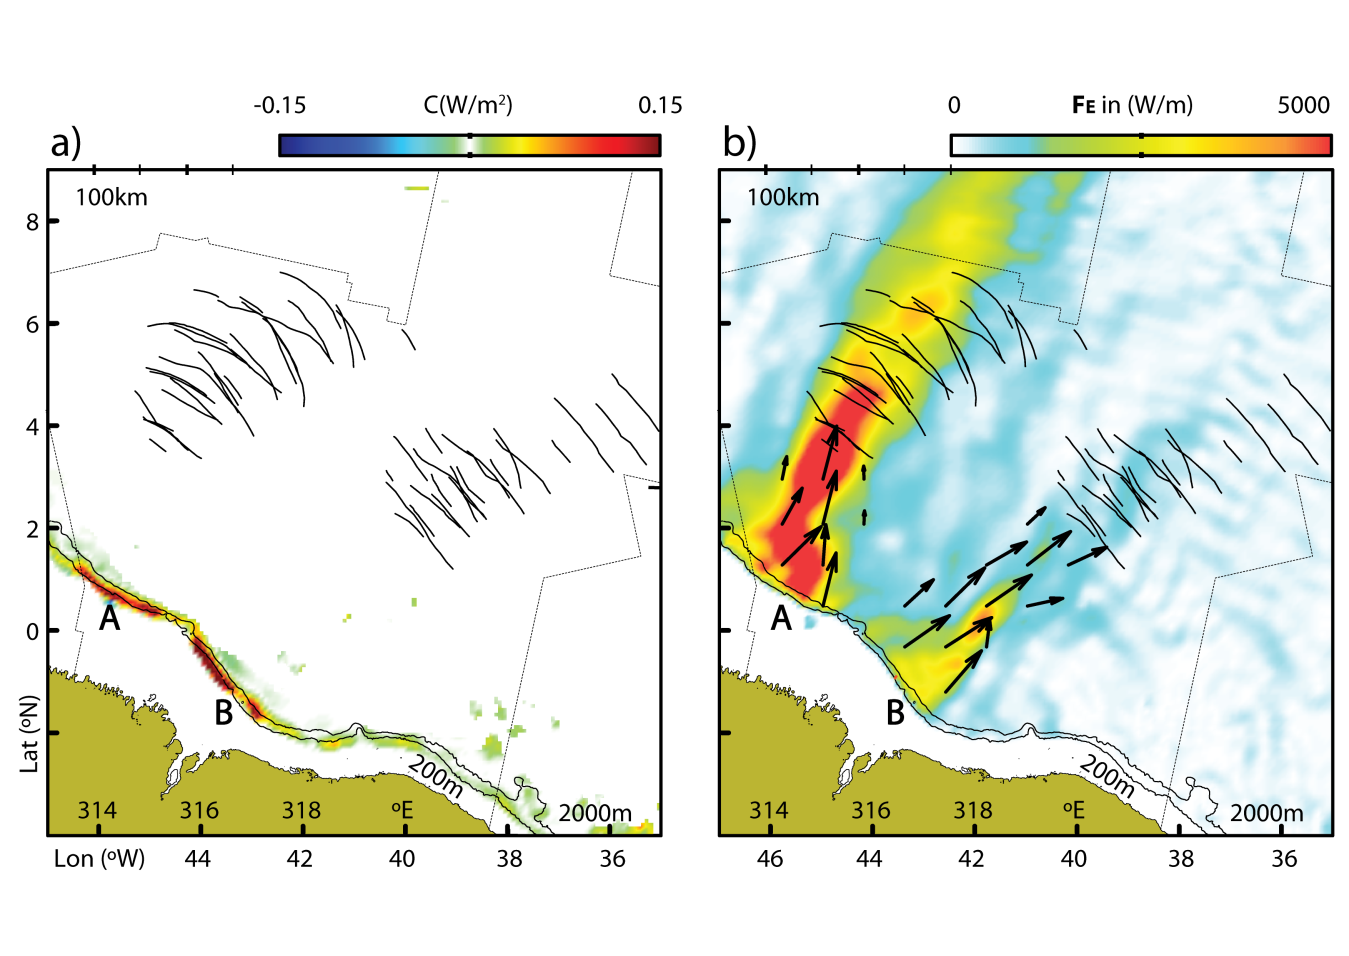 -0.15 C(W/m²) 0.15
0 FE in (W/m) 5000
a)
b)
100km
100km
8
6
4
2
0
Lat (ºN)
A
B
200m
2000m
314 316 318 ºE
Lon (ºW) 44 42 40 38 36
A
B
200m
2000m
314 316 318 ºE
46 44 42 40 38 36